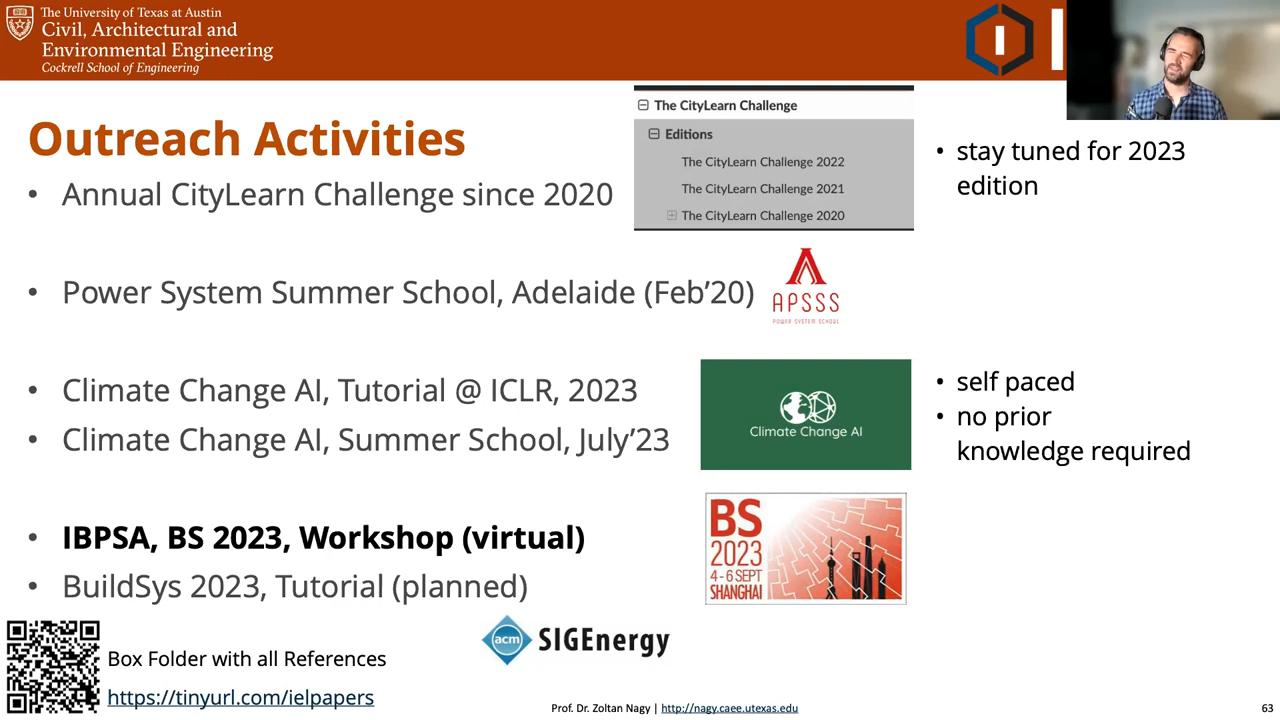 The University of Texas at Austin
Civil, Architectural and
Environmental Engineering
Cockrell School of Engineering
Outreach Activities
• Annual CityLearn Challenge since 2020
The CityLearn Challenge
Editions
The CityLearn Challenge 2022
The CityLearn Challenge 2021
The CityLearn Challenge 2020
• stay tuned for 2023
edition
• Power System Summer School, Adelaide (Feb’20)
APSSS
POWER SYSTEM SCHOOL
• Climate Change AI, Tutorial @ ICLR, 2023
• Climate Change AI, Summer School, July’23
Climate Change AI
• self paced
• no prior
knowledge required
• IBPSA, BS 2023, Workshop (virtual)
• BuildSys 2023, Tutorial (planned)
BS
2023
4-6 SEPT
SHANGHAI
acm SIGEnergy
Box Folder with all References
https://tinyurl.com/ielpapers
Prof. Dr. Zoltan Nagy | http://nagy.caee.utexas.edu
63